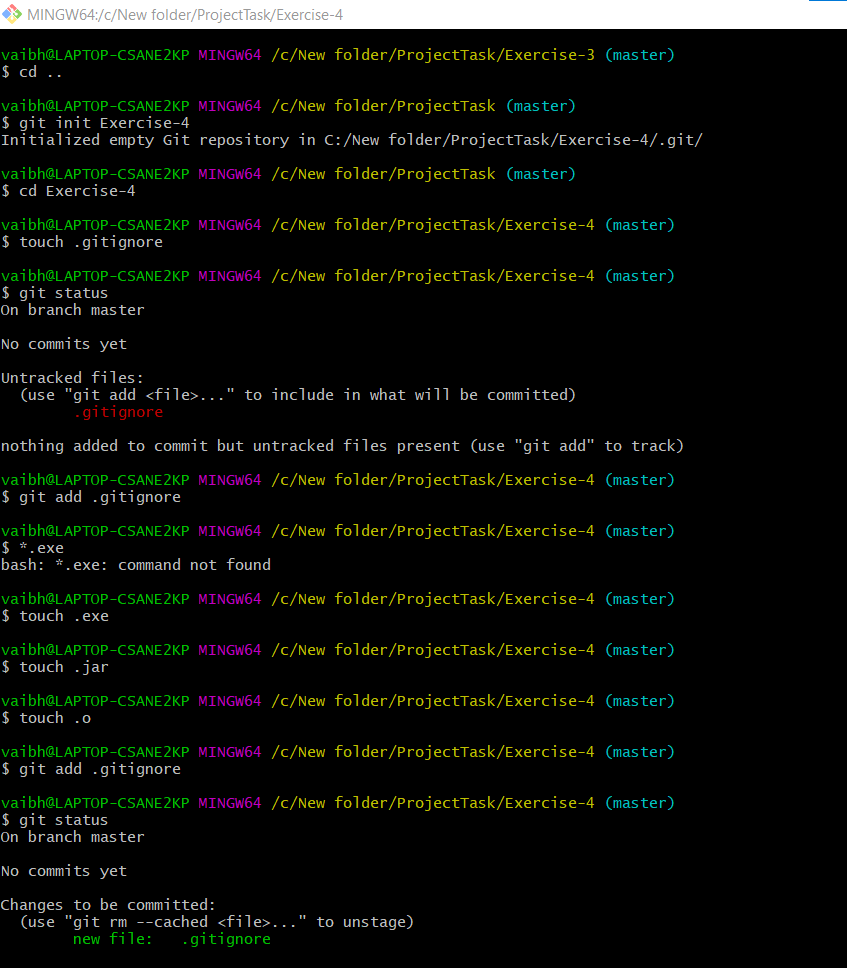 MINGW64:/c/New folder/ProjectTask/Exercise-4
vaibh@LAPTOP-CSANE2KP MINGW64 /c/New folder/ProjectTask/Exercise-3 (master)
$ cd ..
vaibh@LAPTOP-CSANE2KP MINGW64 /c/New folder/ProjectTask (master)
$ git init Exercise-4
Initialized empty Git repository in C:/New folder/ProjectTask/Exercise-4/.git/
vaibh@LAPTOP-CSANE2KP MINGW64 /c/New folder/ProjectTask (master)
$ cd Exercise-4
vaibh@LAPTOP-CSANE2KP MINGW64 /c/New folder/ProjectTask/Exercise-4 (master)
$ touch .gitignore
vaibh@LAPTOP-CSANE2KP MINGW64 /c/New folder/ProjectTask/Exercise-4 (master)
$ git status
On branch master
No commits yet
Untracked files:
  (use "git add <file>..." to include in what will be committed)
        .gitignore
nothing added to commit but untracked files present (use "git add" to track)
vaibh@LAPTOP-CSANE2KP MINGW64 /c/New folder/ProjectTask/Exercise-4 (master)
$ git add .gitignore
vaibh@LAPTOP-CSANE2KP MINGW64 /c/New folder/ProjectTask/Exercise-4 (master)
$ *.exe
bash: *.exe: command not found
vaibh@LAPTOP-CSANE2KP MINGW64 /c/New folder/ProjectTask/Exercise-4 (master)
$ touch .exe
vaibh@LAPTOP-CSANE2KP MINGW64 /c/New folder/ProjectTask/Exercise-4 (master)
$ touch .jar
vaibh@LAPTOP-CSANE2KP MINGW64 /c/New folder/ProjectTask/Exercise-4 (master)
$ touch .o
vaibh@LAPTOP-CSANE2KP MINGW64 /c/New folder/ProjectTask/Exercise-4 (master)
$ git add .gitignore
vaibh@LAPTOP-CSANE2KP MINGW64 /c/New folder/ProjectTask/Exercise-4 (master)
$ git status
On branch master
No commits yet
Changes to be committed:
  (use "git rm --cached <file>..." to unstage)
        new file:   .gitignore